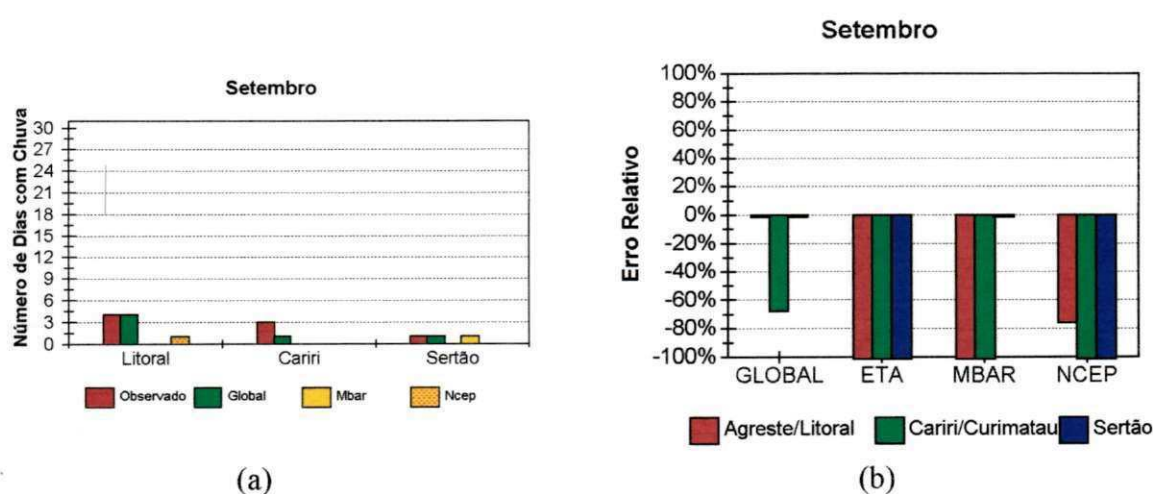 Setembro
Número de Dias com Chuva
30
27
24
21
18
15
12
9
6
3
0
Litoral Cariri Sertão
Observado Global Mbar Ncep
(a)
Setembro
Erro Relativo
100%
80%
60%
40%
20%
0%
-20%
-40%
-60%
-80%
-100%
GLOBAL ETA MBAR NCEP
Agreste/Litoral Cariri/Curimatau Sertão
(b)